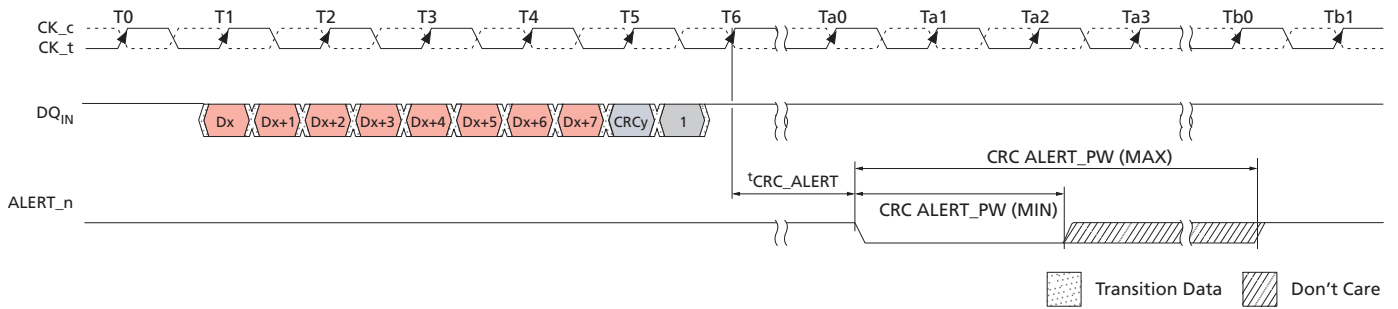 T0 T1 T2 T3 T4 T5 T6 Ta0 Ta1 Ta2 Ta3 Tb0 Tb1
CK_c
CK_t
DQIN
Dx Dx+1 Dx+2 Dx+3 Dx+4 Dx+5 Dx+6 Dx+7 CRCy 1
CRC ALERT_PW (MAX)
tCRC_ALERT
CRC ALERT_PW (MIN)
ALERT_n
Transition Data Don't Care